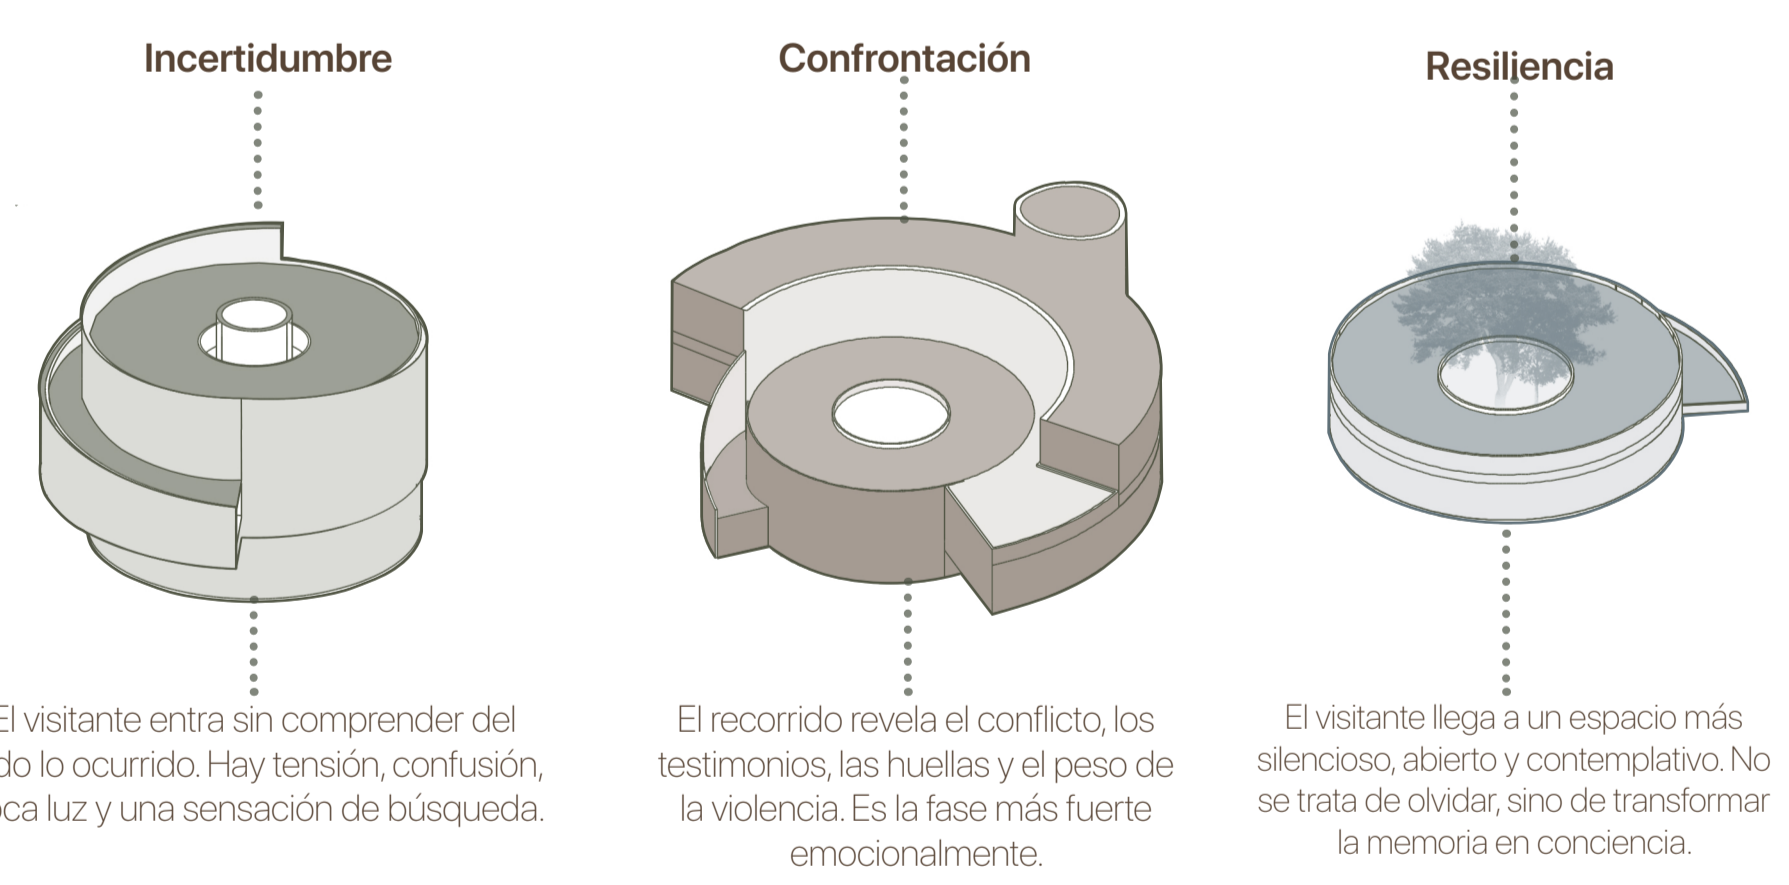 Incertidumbre
El visitante entra sin comprender del
lo ocurrido. Hay tensión, confusión,
luz y una sensación de búsqueda.
Confrontación
El recorrido revela el conflicto, los
testimonios, las huellas y el peso de
la violencia. Es la fase más fuerte
emocionalmente.
Resiliencia
El visitante llega a un espacio más
silencioso, abierto y contemplativo. No
se trata de olvidar, sino de transformar
la memoria en conciencia.